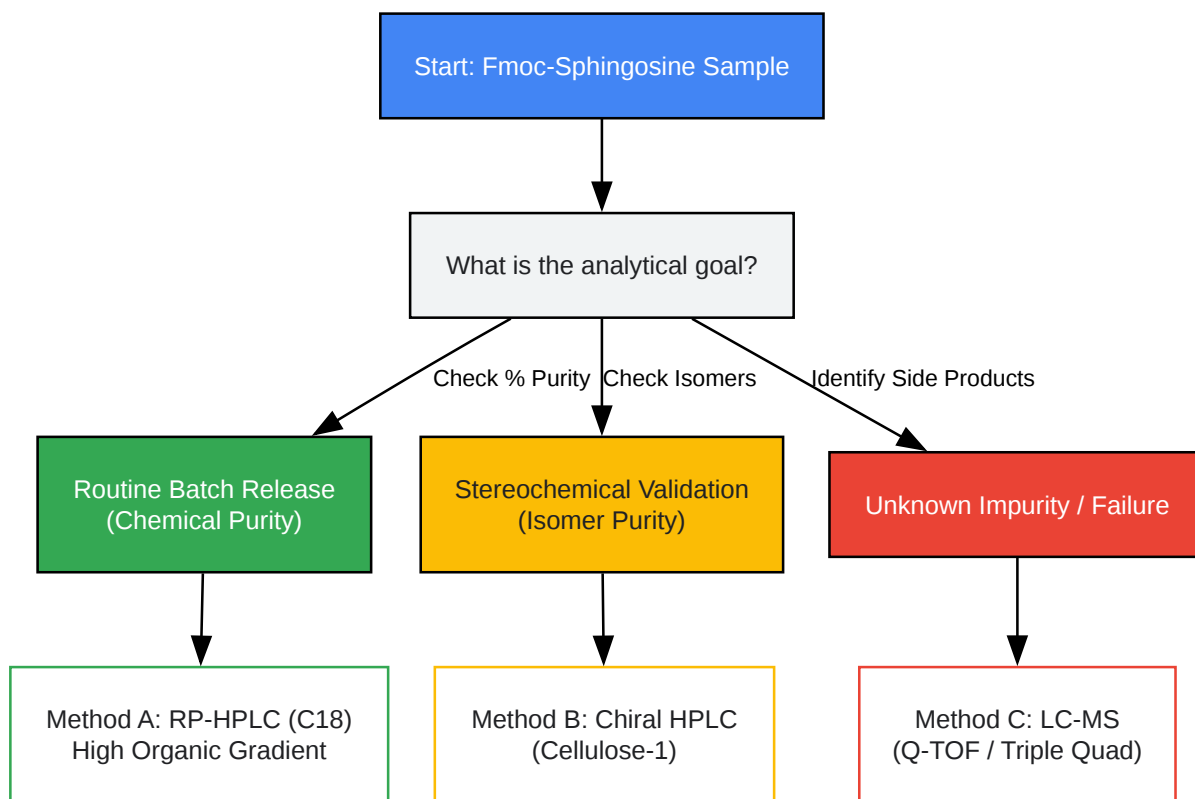 Start: Fmoc-Sphingosine Sample
What is the analytical goal?
Check % Purity
Check Isomers
Identify Side Products
Routine Batch Release
(Chemical Purity)
Stereochemical Validation
(Isomer Purity)
Unknown Impurity / Failure
Method A: RP-HPLC (C18)
High Organic Gradient
Method B: Chiral HPLC
(Cellulose-1)
Method C: LC-MS
(Q-TOF / Triple Quad)